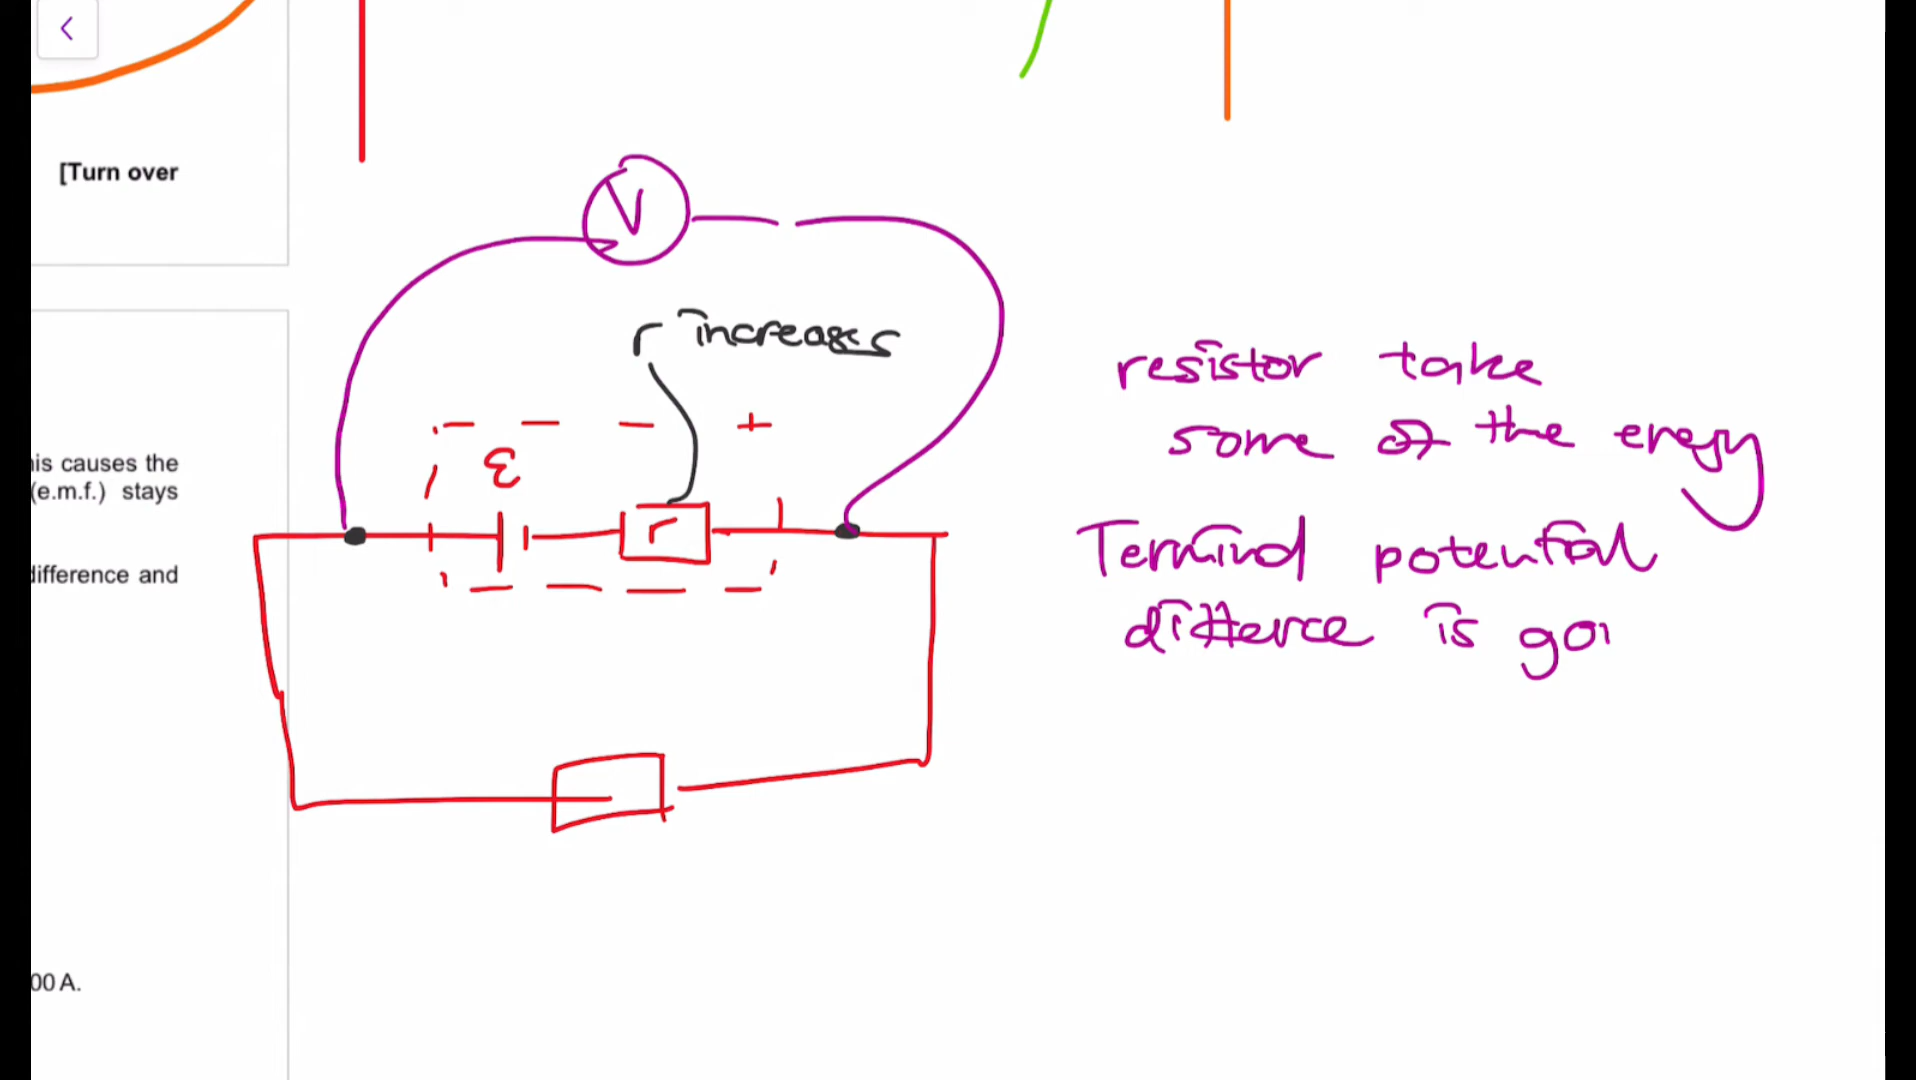 [Turn over
V
r increases
ε
r
is causes the
(e.m.f.) stays
difference and
00 A.
resistor take
some of the energy
Terminal potential
difference is goi